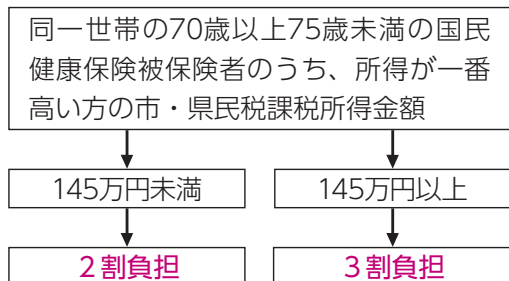 同一世帯の70歳以上75歳未満の国民
健康保険被保険者のうち、所得が一番
高い方の市・県民税課税所得金額
145万円未満
145万円以上
２割負担
３割負担